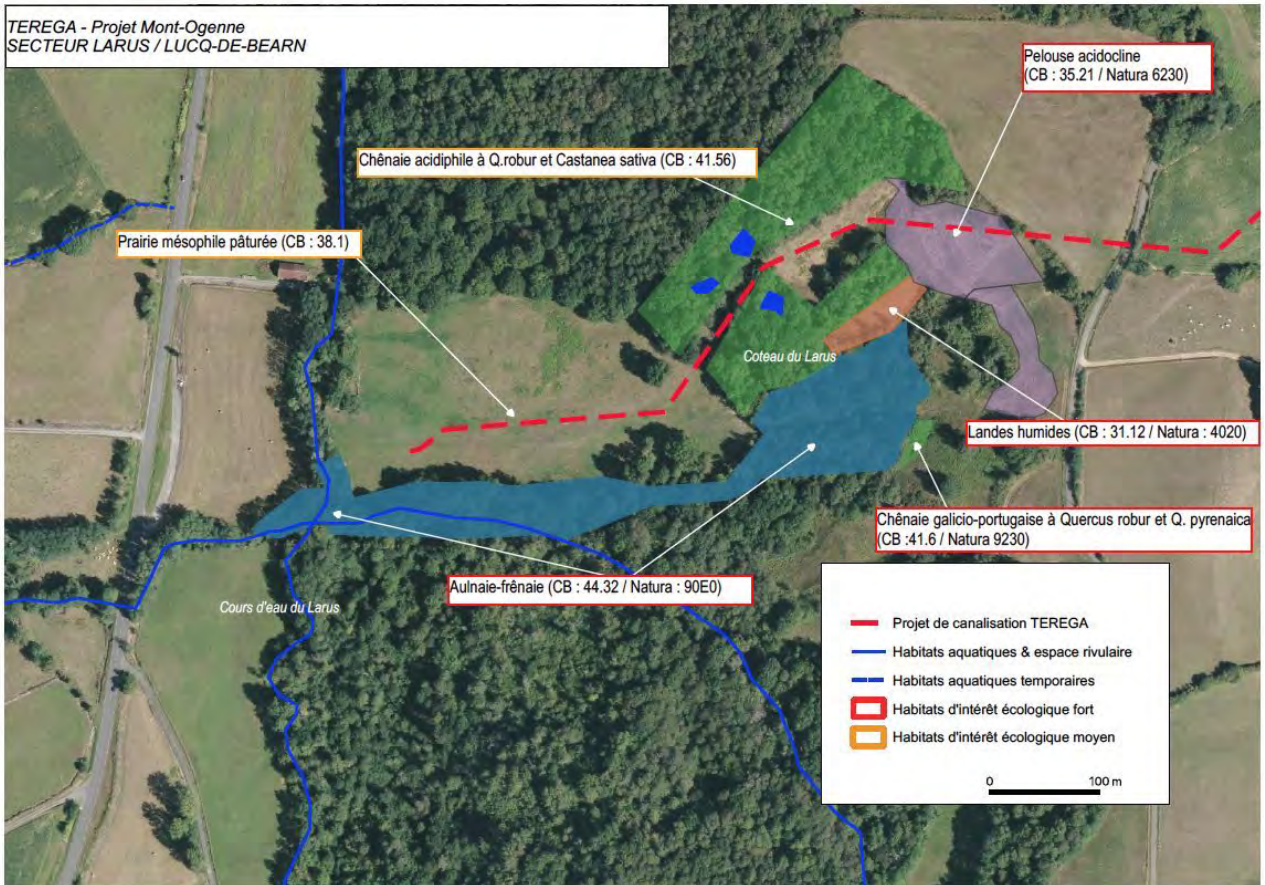 TEREGA - Projet Mont-Ogenne
SECTEUR LARUS / LUCQ-DE-BEARN
Pelouse acidocline
(CB : 35.21 / Natura 6230)
Chênaie acidiphile à Q.robur et Castanea sativa (CB : 41.56)
Prairie mésophile pâturée (CB : 38.1)
Coteau du Larus
Landes humides (CB : 31.12 / Natura : 4020)
Chênaie galicio-portugaise à Quercus robur et Q. pyrenaica
(CB :41.6 / Natura 9230)
Aulnaie-frênaie (CB : 44.32 / Natura : 90E0)
Cours d'eau du Larus
Projet de canalisation TEREGA
Habitats aquatiques & espace rivulaire
Habitats aquatiques temporaires
Habitats d'intérêt écologique fort
Habitats d'intérêt écologique moyen
0 100 m